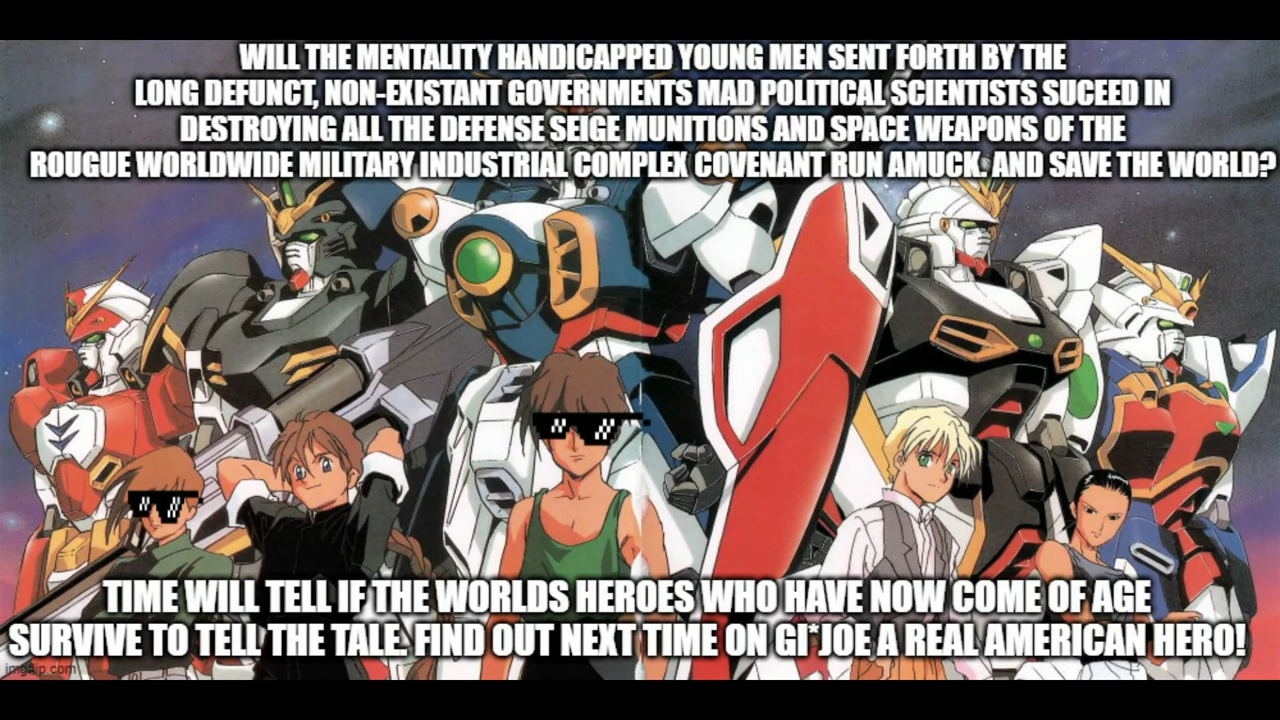 WILL THE MENTALITY HANDICAPPED YOUNG MEN SENT FORTH BY THE
LONG DEFUNCT, NON-EXISTANT GOVERNMENTS MAD POLITICAL SCIENTISTS SUCEED IN
DESTROYING ALL THE DEFENSE SEIGE MUNITIONS AND SPACE WEAPONS OF THE
ROUGUE WORLDWIDE MILITARY INDUSTRIAL COMPLEX COVENANT RUN AMUCK. AND SAVE THE WORLD?
TIME WILL TELL IF THE WORLDS HEROES WHO HAVE NOW COME OF AGE
SURVIVE TO TELL THE TALE. FIND OUT NEXT TIME ON GI*JOE A REAL AMERICAN HERO!
imgflip.com